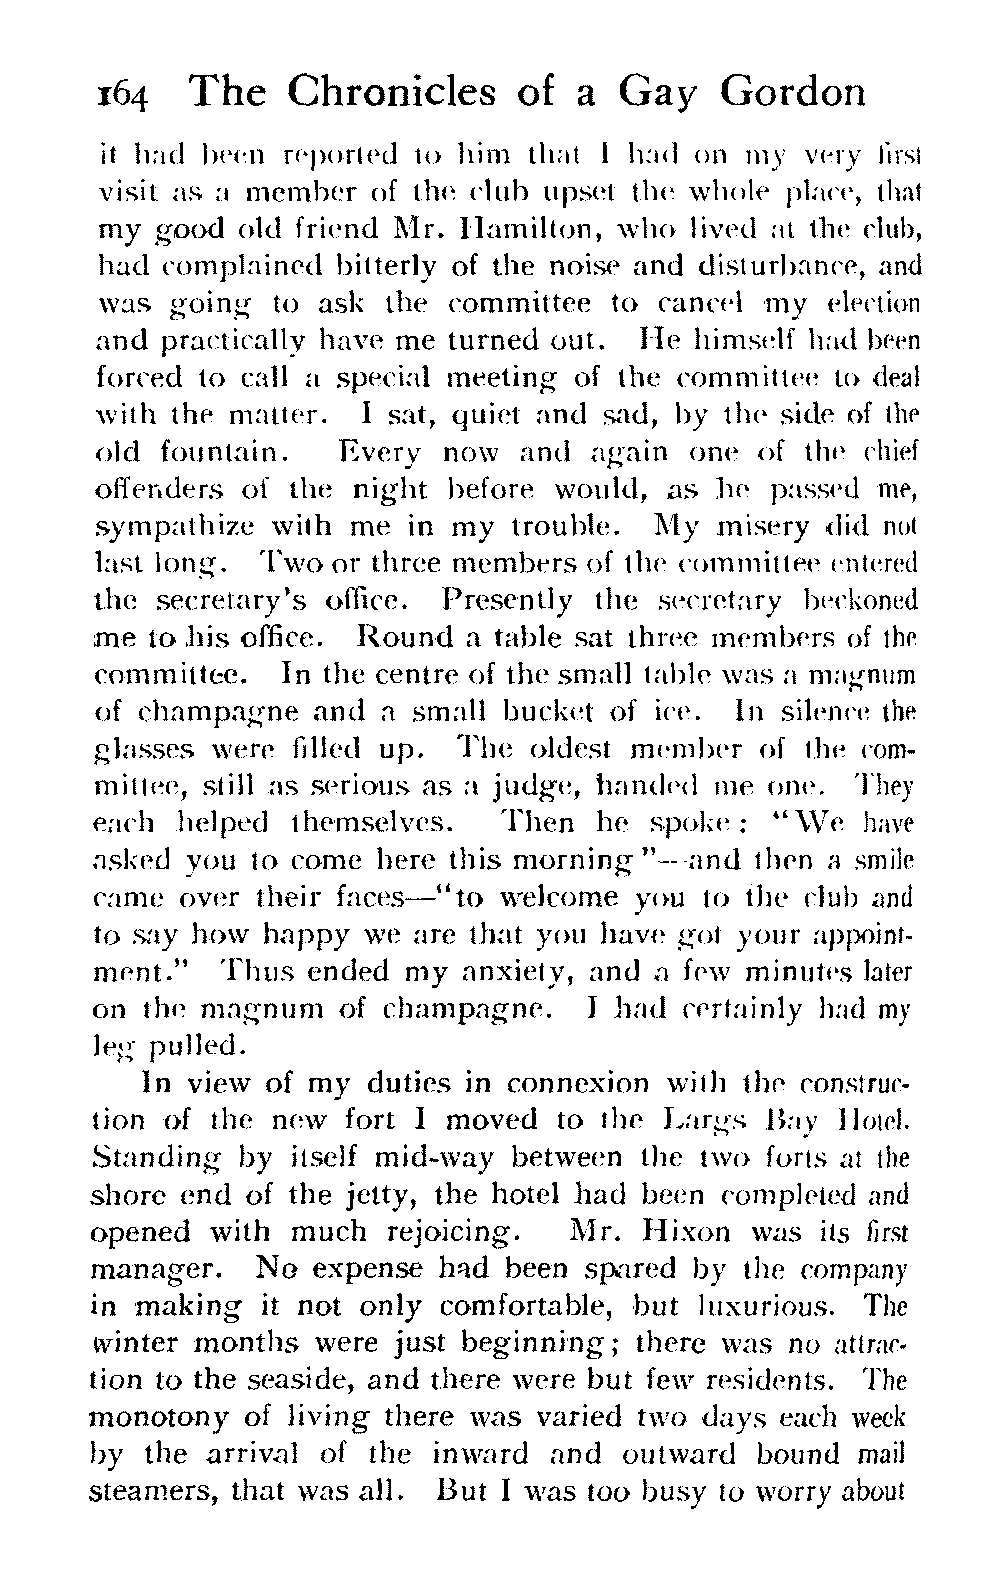 164 The Chronicles of a Gay Gordon
it had been reported to him that I had on my very first
visit as a member of the club upset the whole place, that
my good old friend Mr. Hamilton, who lived at the club,
had complained bitterly of the noise and disturbance, and
was going to ask the committee to cancel my election
and practically have me turned out. He himself had been
forced to call a special meeting of the committee to deal
with the matter. I sat, quiet and sad, by the side of the
old fountain. Every now and again one of the chief
offenders of the night before would, as he passed me,
sympathize with me in my trouble. My misery did not
last long. Two or three members of the committee entered
the secretary's office. Presently the secretary beckoned
me to his office. Round a table sat three members of the
committee. In the centre of the small table was a magnum
of champagne and a small bucket of ice. In silence the
glasses were filled up. The oldest member of the com-
mittee, still as serious as a judge, handed me one. They
each helped themselves. Then he spoke: "We have
asked you to come here this morning"—and then a smile
came over their faces—"to welcome you to the club and
to say how happy we are that you have got your appoint-
ment." Thus ended my anxiety, and a few minutes later
on the magnum of champagne. I had certainly had my
leg pulled.
In view of my duties in connexion with the construc-
tion of the new fort I moved to the Largs Bay Hotel.
Standing by itself mid-way between the two forts at the
shore end of the jetty, the hotel had been completed and
opened with much rejoicing. Mr. Hixon was its first
manager. No expense had been spared by the company
in making it not only comfortable, but luxurious. The
winter months were just beginning; there was no attrac-
tion to the seaside, and there were but few residents. The
monotony of living there was varied two days each week
by the arrival of the inward and outward bound mail
steamers, that was all. But I was too busy to worry about